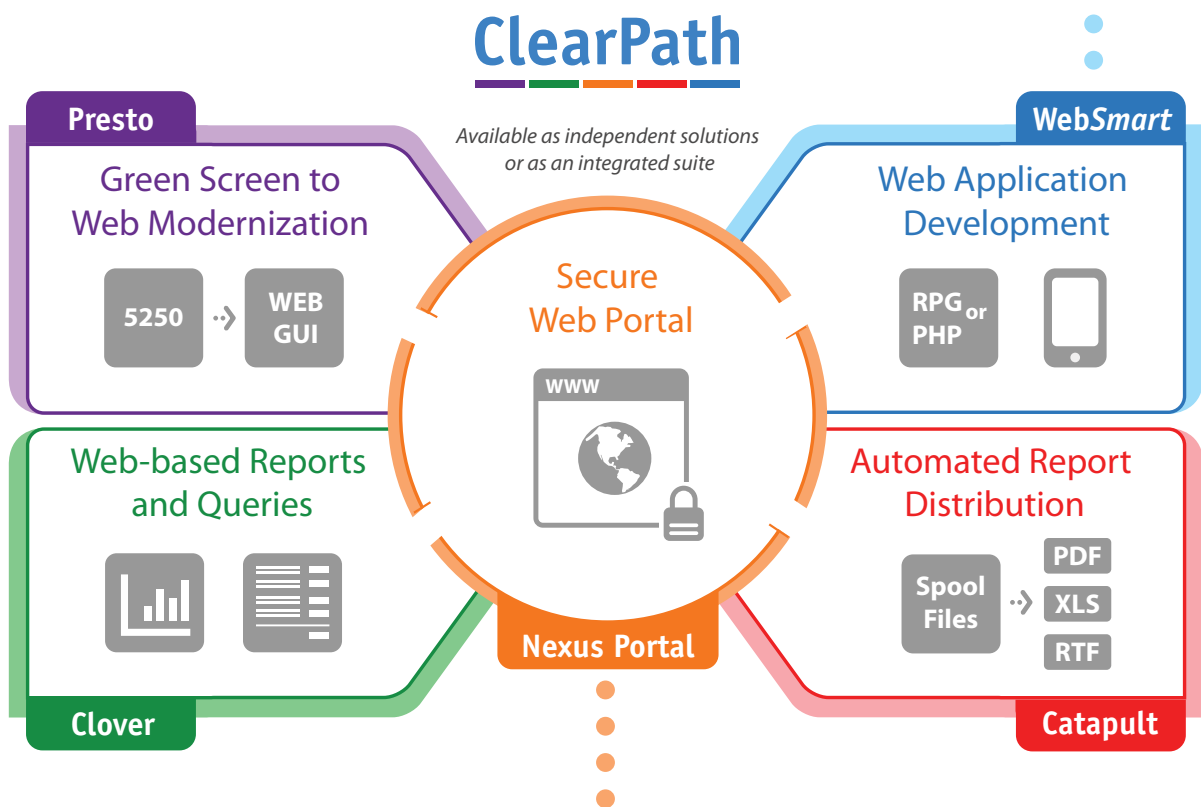 ClearPath
Available as independent solutions
or as an integrated suite
Presto
Green Screen to
Web Modernization
5250
WEB
GUI
WebSmart
Web Application
Development
RPG or
PHP
Secure
Web Portal
WWW
Nexus Portal
Web-based Reports
and Queries
Clover
Automated Report
Distribution
Spool
Files
PDF
XLS
RTF
Catapult